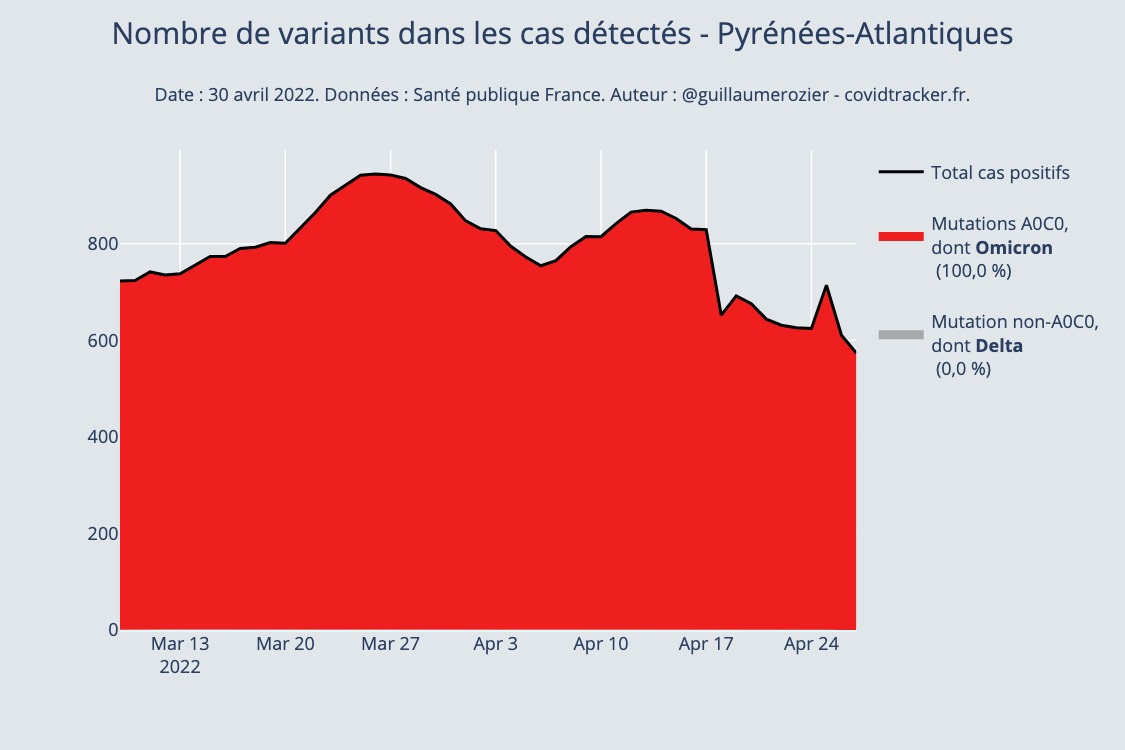 Nombre de variants dans les cas détectés - Pyrénées-Atlantiques
Date : 30 avril 2022. Données : Santé publique France. Auteur : @guillaumerozier - covidtracker.fr.
Total cas positifs
Mutations A0C0,
dont Omicron
(100,0 %)
Mutation non-A0C0,
dont Delta
(0,0 %)
800
600
400
200
0
Mar 13
2022
Mar 20
Mar 27
Apr 3
Apr 10
Apr 17
Apr 24